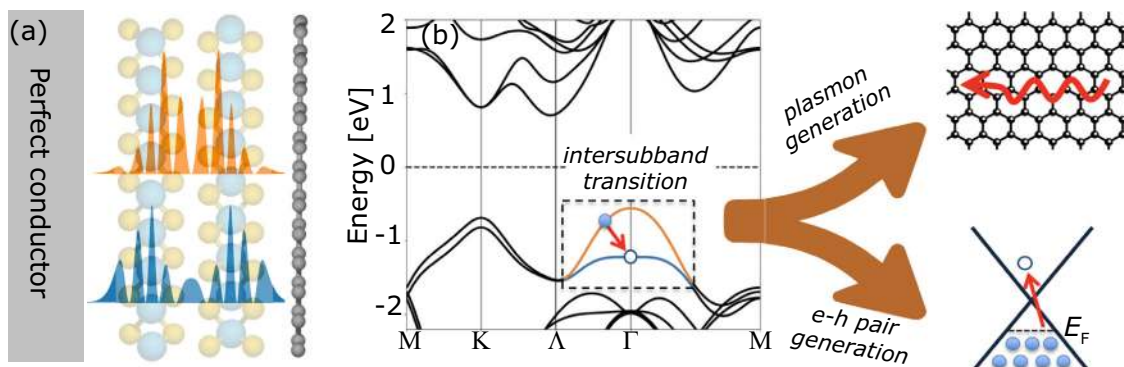 (a)
Perfect conductor
(b)
Energy [eV]
2
1
0
-1
-2
intersubband
transition
M
K
Λ
Γ
M
plasmon
generation
e-h pair
generation
E_F